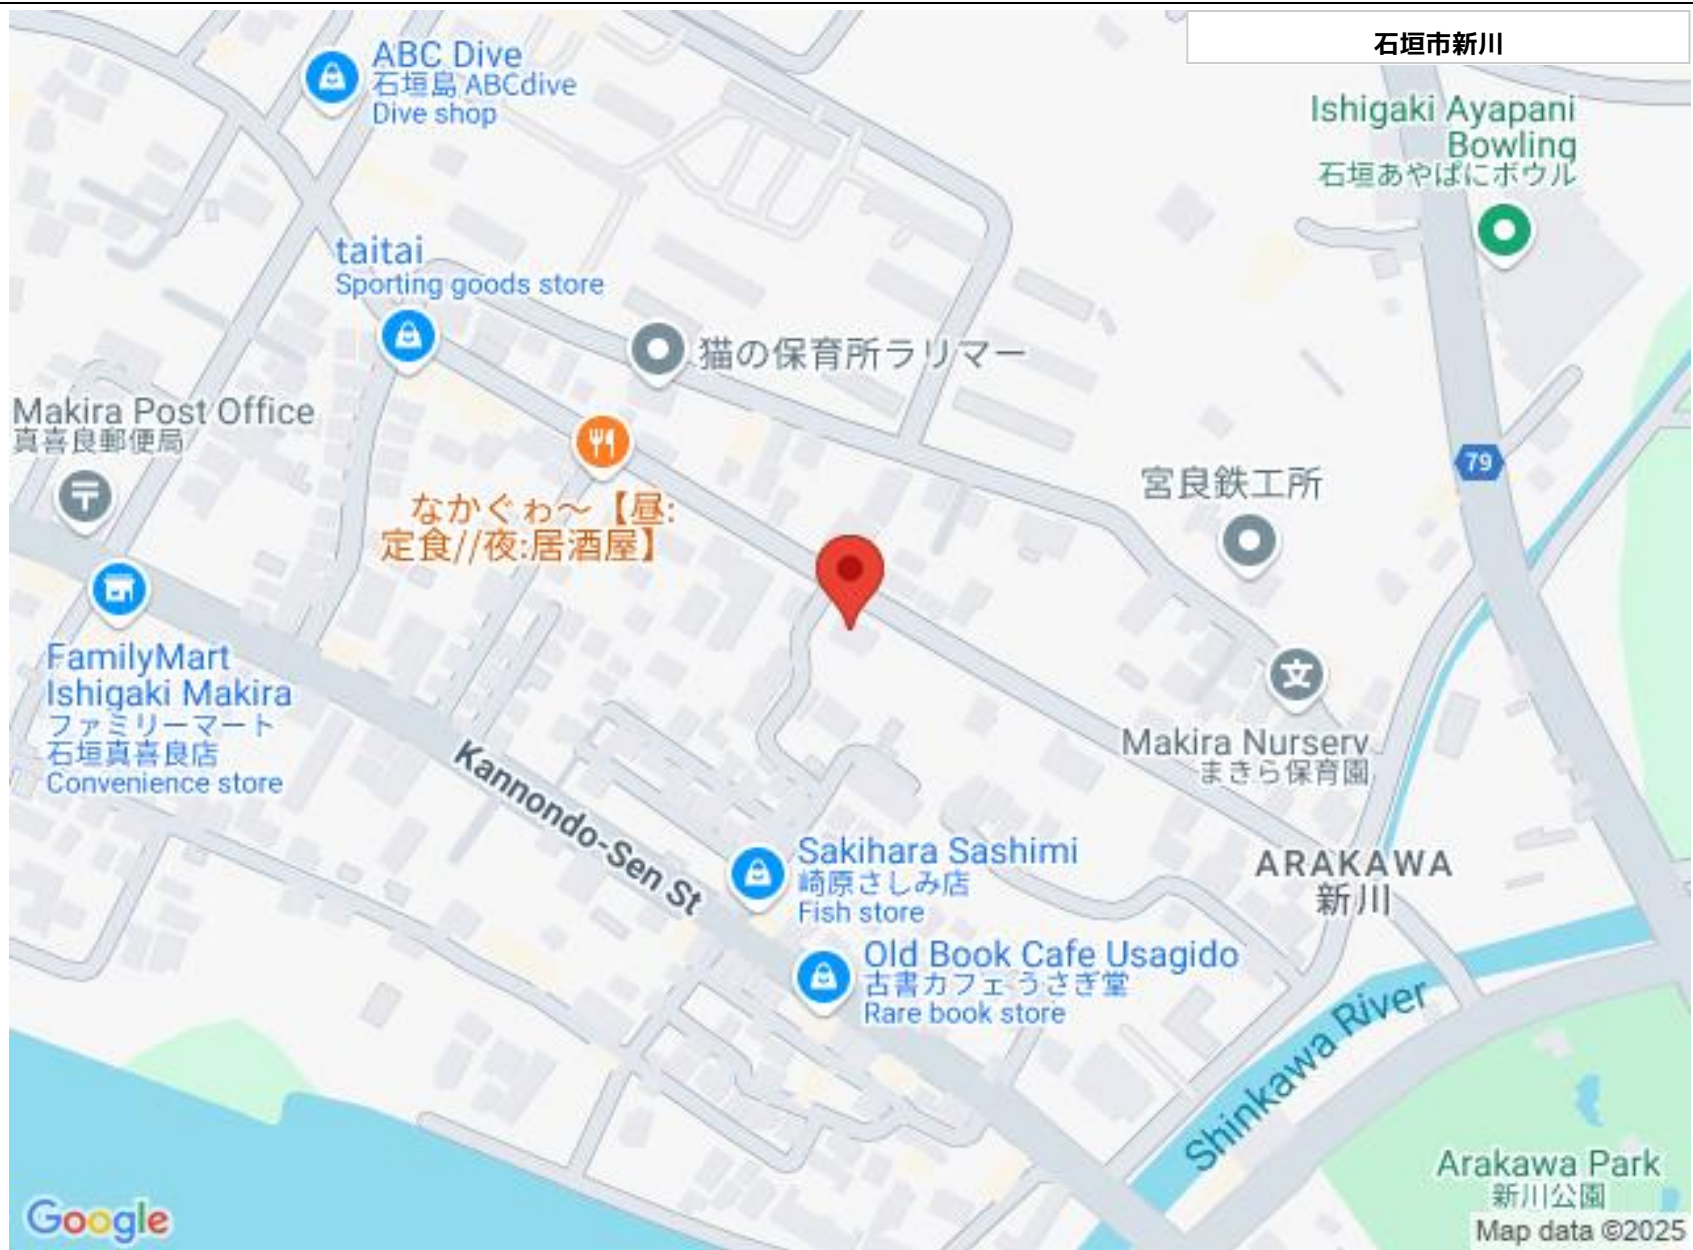 石垣市新川
ABC Dive
石垣島 ABCdive
Dive shop
Ishigaki Ayapani
Bowling
石垣あやぱにボウル
taitai
Sporting goods store
猫の保育所ラリマー
Makira Post Office
真喜良郵便局
79
宮良鉄工所
なかぐゎ〜【昼:
定食//夜:居酒屋】
文
FamilyMart
Ishigaki Makira
ファミリーマート
石垣真喜良店
Convenience store
Makira Nursery
まきら保育園
Kannondo-Sen St
Sakihara Sashimi
崎原さしみ店
Fish store
ARAKAWA
新川
Old Book Cafe Usagido
古書カフェうさぎ堂
Rare book store
Shinkawa River
Arakawa Park
新川公園
Google
Map data ©2025